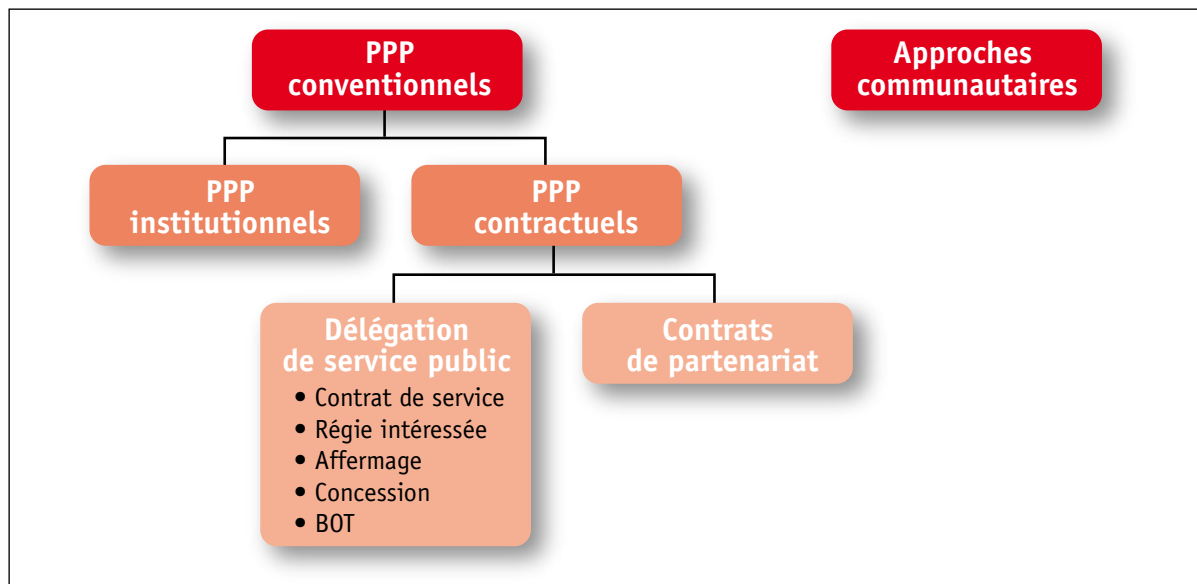 PPP
conventionnels
Approches
communautaires
PPP
institutionnels
PPP
contractuels
Délégation
de service public
• Contrat de service
• Régie intéressée
• Affermage
• Concession
• BOT
Contrats
de partenariat